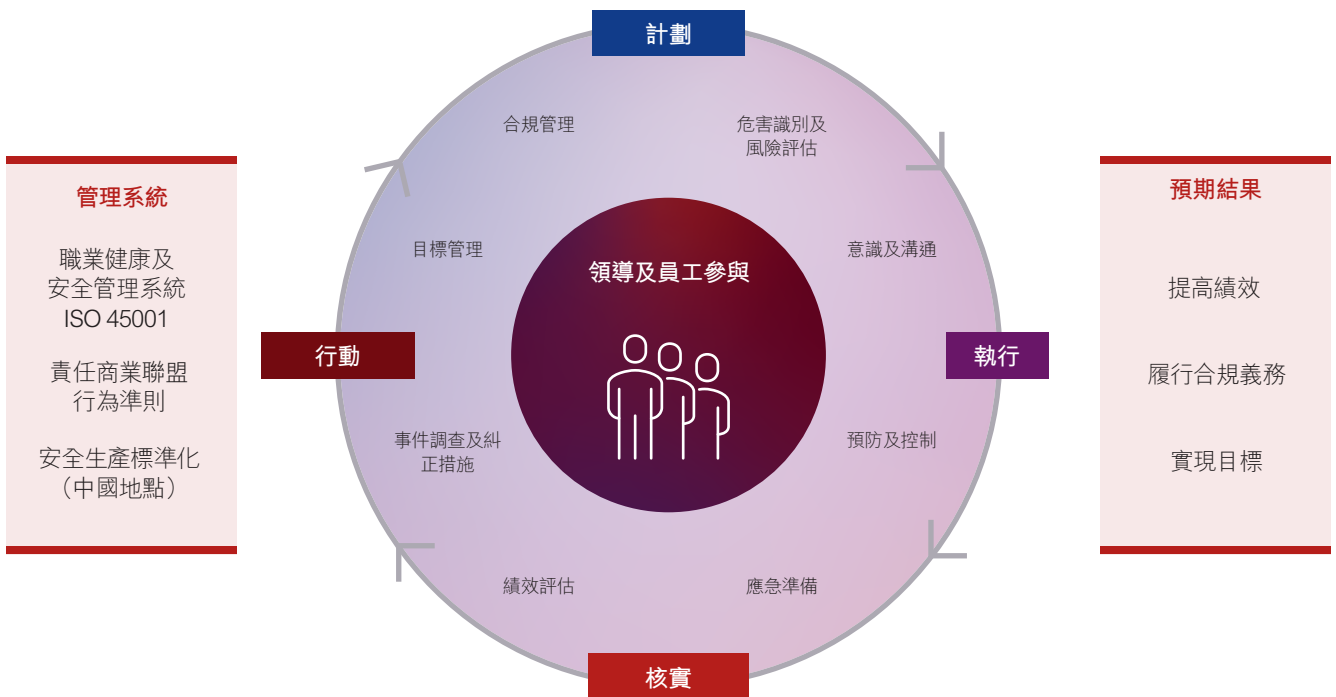 計劃
合規管理
危害識別及
風險評估
管理系統
職業健康及
安全管理系統
ISO 45001
責任商業聯盟
行為準則
安全生產標準化
（中國地點）
目標管理
領導及員工參與
意識及溝通
行動
執行
事件調查及糾
正措施
預防及控制
績效評估
應急準備
核實
預期結果
提高績效
履行合規義務
實現目標